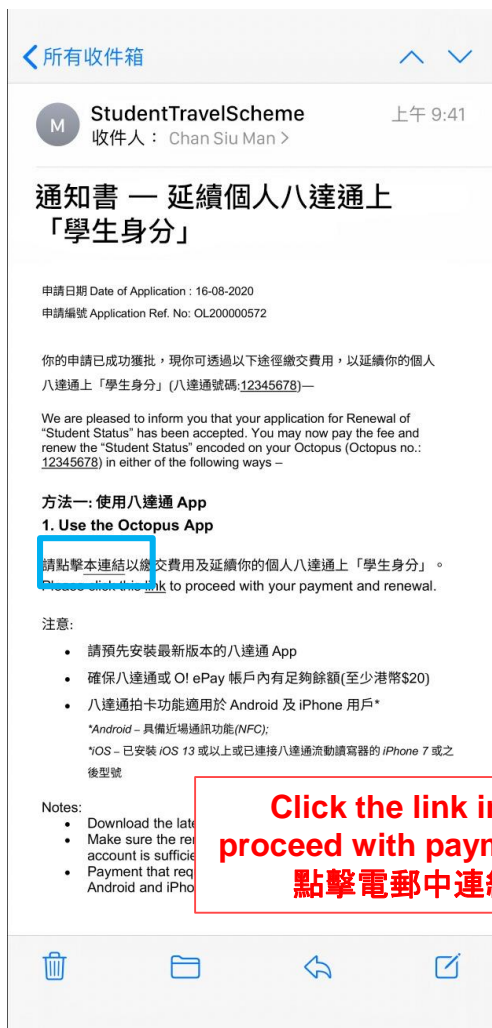 所有收件箱
M
StudentTravelScheme
上午 9:41
收件人： Chan Siu Man >
通知書 — 延續個人八達通上
「學生身分」
申請日期 Date of Application : 16-08-2020
申請編號 Application Ref. No: OL200000572
你的申請已成功獲批，現你可透過以下途徑繳交費用，以延續你的個人
八達通上「學生身分」(八達通號碼:12345678)—
We are pleased to inform you that your application for Renewal of
“Student Status” has been accepted. You may now pay the fee and
renew the “Student Status” encoded on your Octopus (Octopus no.:
12345678) in either of the following ways –
方法一: 使用八達通 App
1. Use the Octopus App
請點擊本連結以繳交費用及延續你的個人八達通上「學生身分」。
Please click this link to proceed with your payment and renewal.
注意:
• 請預先安裝最新版本的八達通 App
• 確保八達通或 O! ePay 帳戶內有足夠餘額(至少港幣$20)
• 八達通拍卡功能適用於 Android 及 iPhone 用戶*
*Android – 具備近場通訊功能(NFC);
*iOS – 已安裝 iOS 13 或以上或已連接八達通流動讀寫器的 iPhone 7 或之
後型號
Notes:
• Download the late
• Make sure the re
account is sufficie
• Payment that req
Android and iPho
Click the link i
proceed with payn
點擊電郵中連